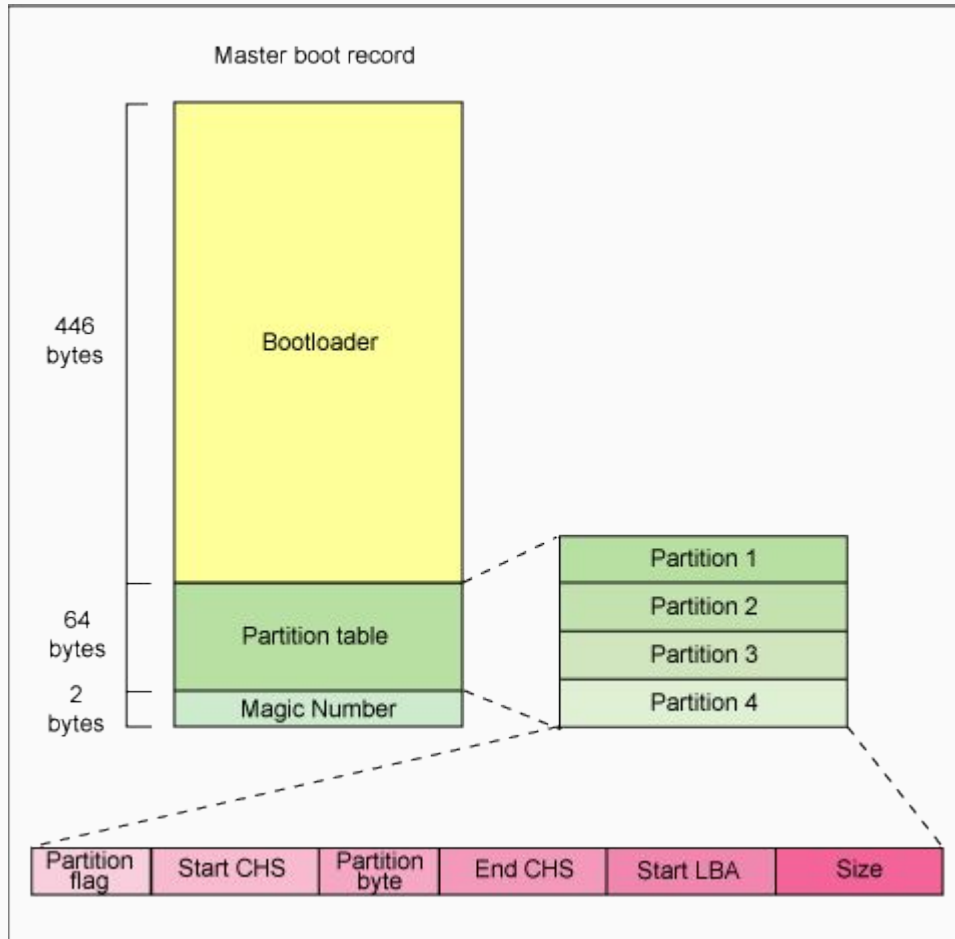 Master boot record
446
bytes
Bootloader
64
bytes
Partition table
2
bytes
Magic Number
Partition 1
Partition 2
Partition 3
Partition 4
Partition
flag
Start CHS
Partition
byte
End CHS
Start LBA
Size